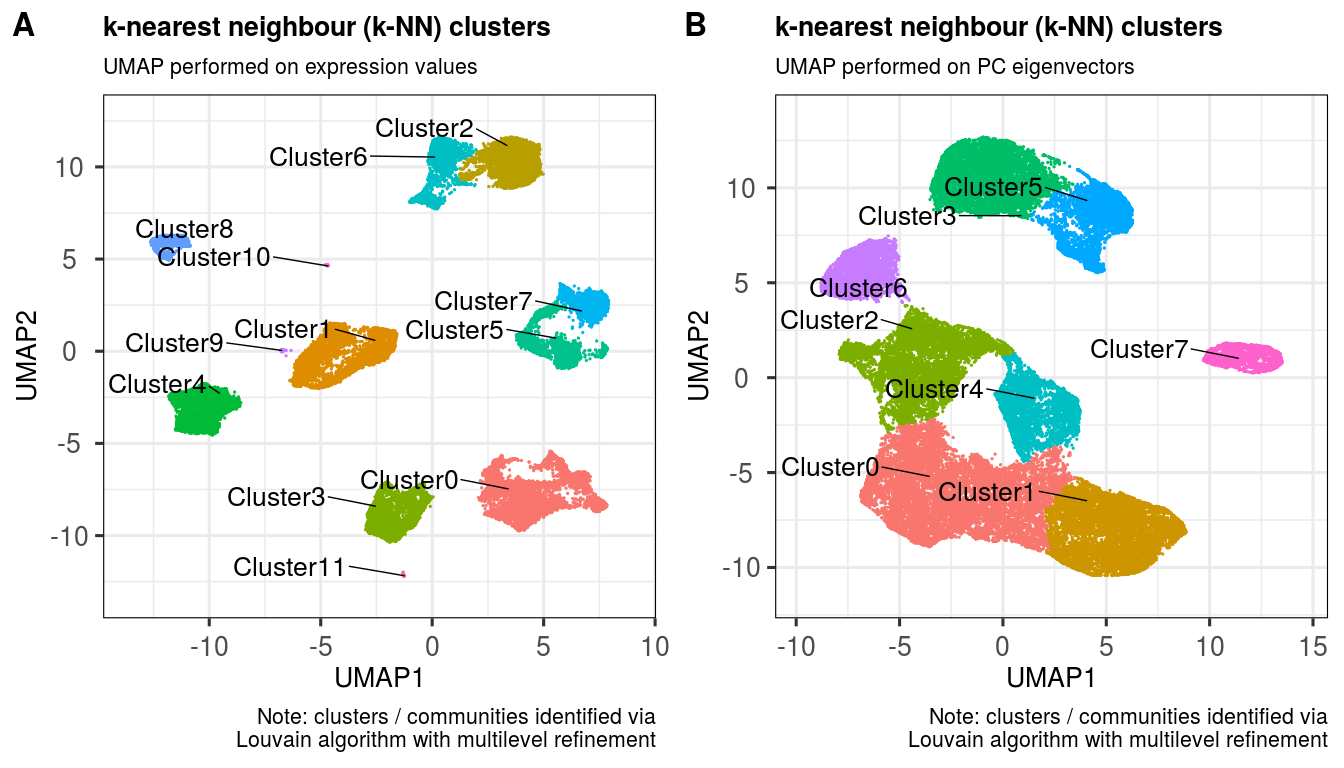 A
k-nearest neighbour (k-NN) clusters
UMAP performed on expression values
UMAP2
10
5
0
-5
-10
Cluster2
Cluster6
Cluster8
Cluster10
Cluster7
Cluster1
Cluster5
Cluster9
Cluster4
Cluster0
Cluster3
Cluster11
-10
-5
0
5
10
UMAP1
Note: clusters / communities identified via
Louvain algorithm with multilevel refinement
B
k-nearest neighbour (k-NN) clusters
UMAP performed on PC eigenvectors
UMAP2
10
5
0
-5
-10
Cluster5
Cluster3
Cluster6
Cluster2
Cluster7
Cluster4
Cluster0
Cluster1
-10
-5
0
5
10
15
UMAP1
Note: clusters / communities identified via
Louvain algorithm with multilevel refinement